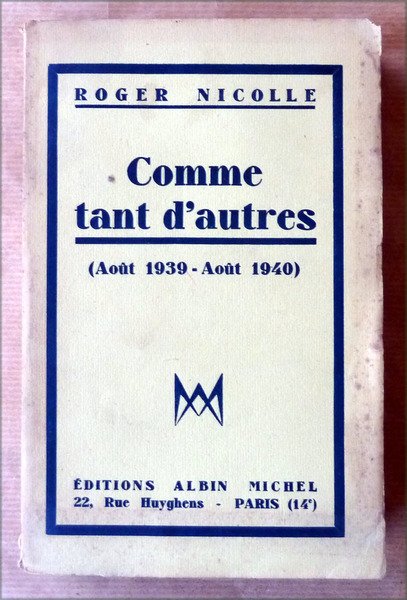 ROGER NICOLLE
Comme
tant d'autres
(Août 1939 - Août 1940)
ÉDITIONS ALBIN MICHEL
22, Rue Huyghens - PARIS (14ᵉ)